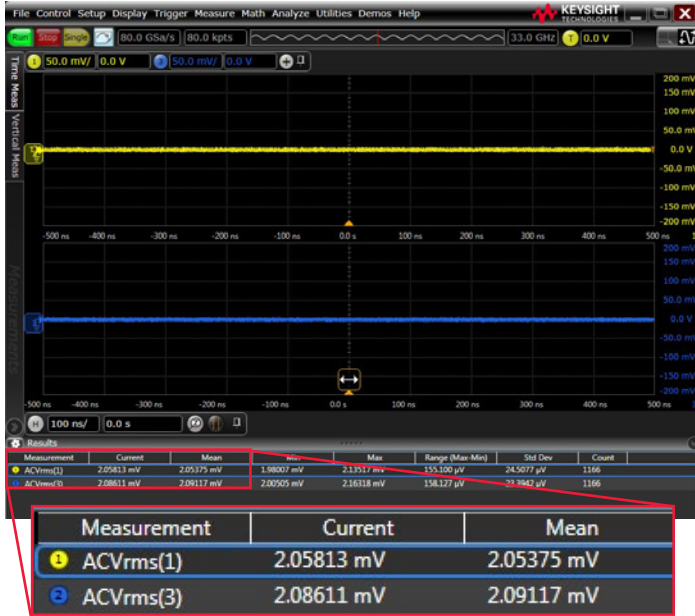 File Control Setup Display Trigger Measure Math Analyze Utilities Demos Help
KEYSIGHT
TECHNOLOGIES
Run Stop Single 80.0 GSa/s 80.0 kpts 33.0 GHz T 0.0 V
1 50.0 mV/ 0.0 V 3 50.0 mV/ 0.0 V
Time Meas
Vertical Meas
Measurements
200 mV
150 mV
100 mV
50.0 mV
0.0 V
-50.0 mV
-100 mV
-150 mV
-200 mV
-500 ns -400 ns -300 ns -200 ns -100 ns 0.0 s 100 ns 200 ns 300 ns 400 ns 500 ns
200 mV
150 mV
100 mV
50.0 mV
0.0 V
-50.0 mV
-100 mV
-150 mV
-200 mV
-500 ns -400 ns -300 ns -200 ns -100 ns 0.0 s 100 ns 200 ns 300 ns 400 ns 500 ns
H 100 ns/ 0.0 s
Results
Measurement Current Mean Min Max Range (Max-Min) Std Dev Count
ACVrms(1) 2.05813 mV 2.05375 mV 1.98007 mV 2.13517 mV 155.100 µV 24.5077 µV 1166
ACVrms(3) 2.08611 mV 2.09117 mV 2.00505 mV 2.16318 mV 158.127 µV 23.3942 µV 1166
Measurement Current Mean
1 ACVrms(1) 2.05813 mV 2.05375 mV
2 ACVrms(3) 2.08611 mV 2.09117 mV